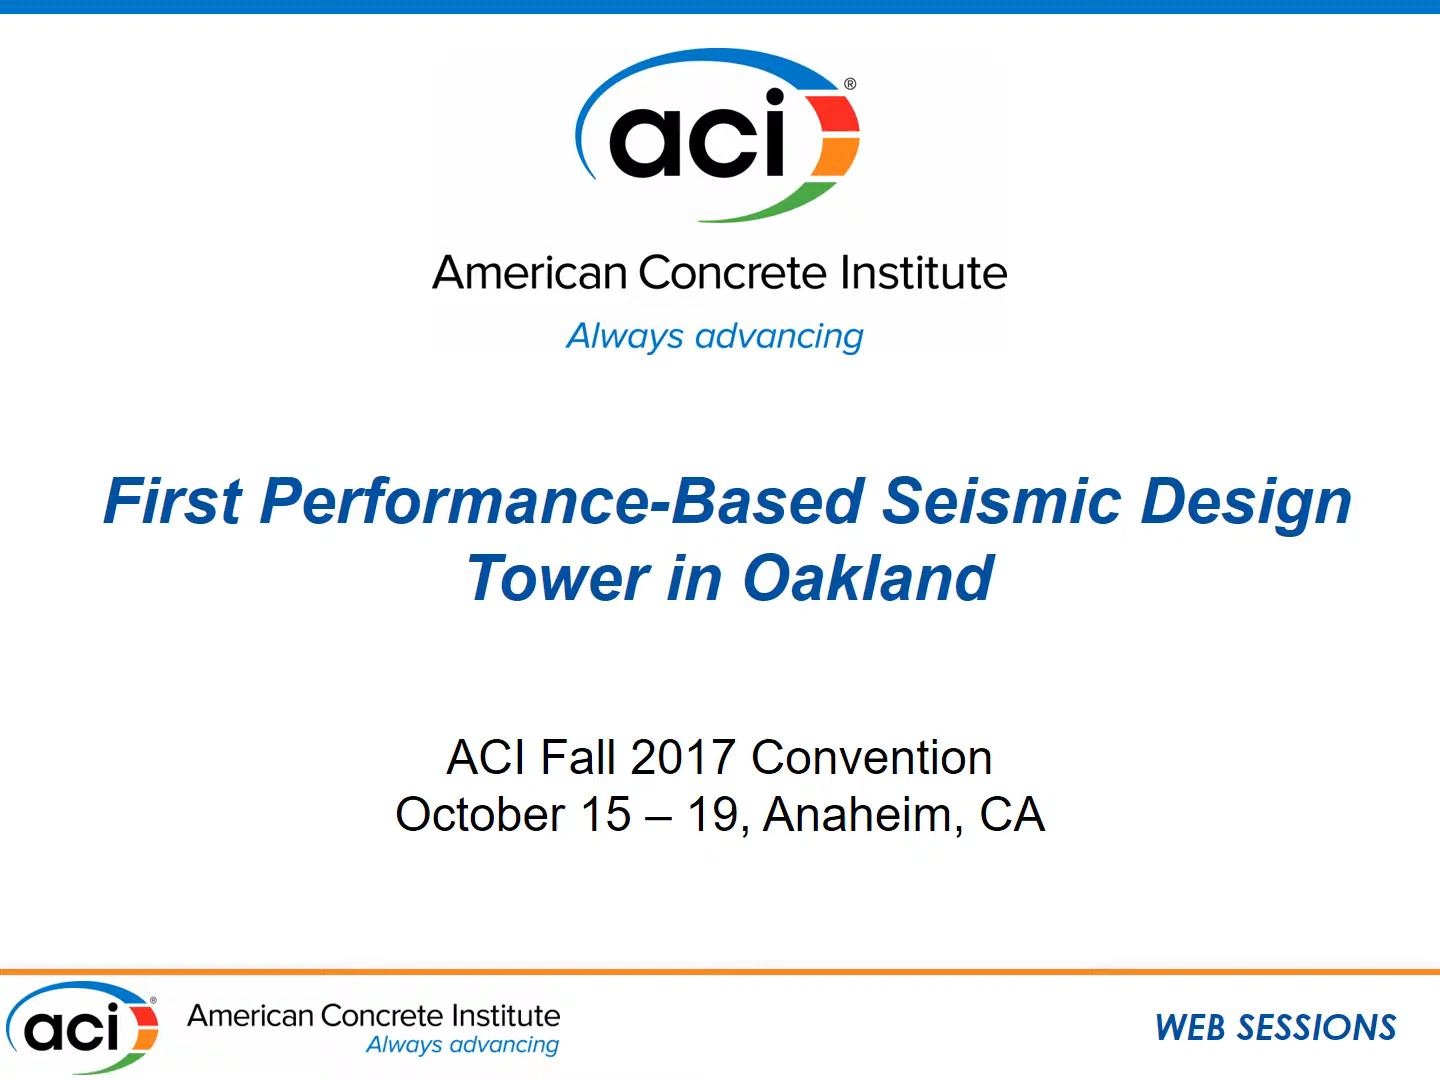 aci®
American Concrete Institute
Always advancing
First Performance-Based Seismic Design
Tower in Oakland
ACI Fall 2017 Convention
October 15 – 19, Anaheim, CA
aci®
American Concrete Institute
Always advancing
WEB SESSIONS